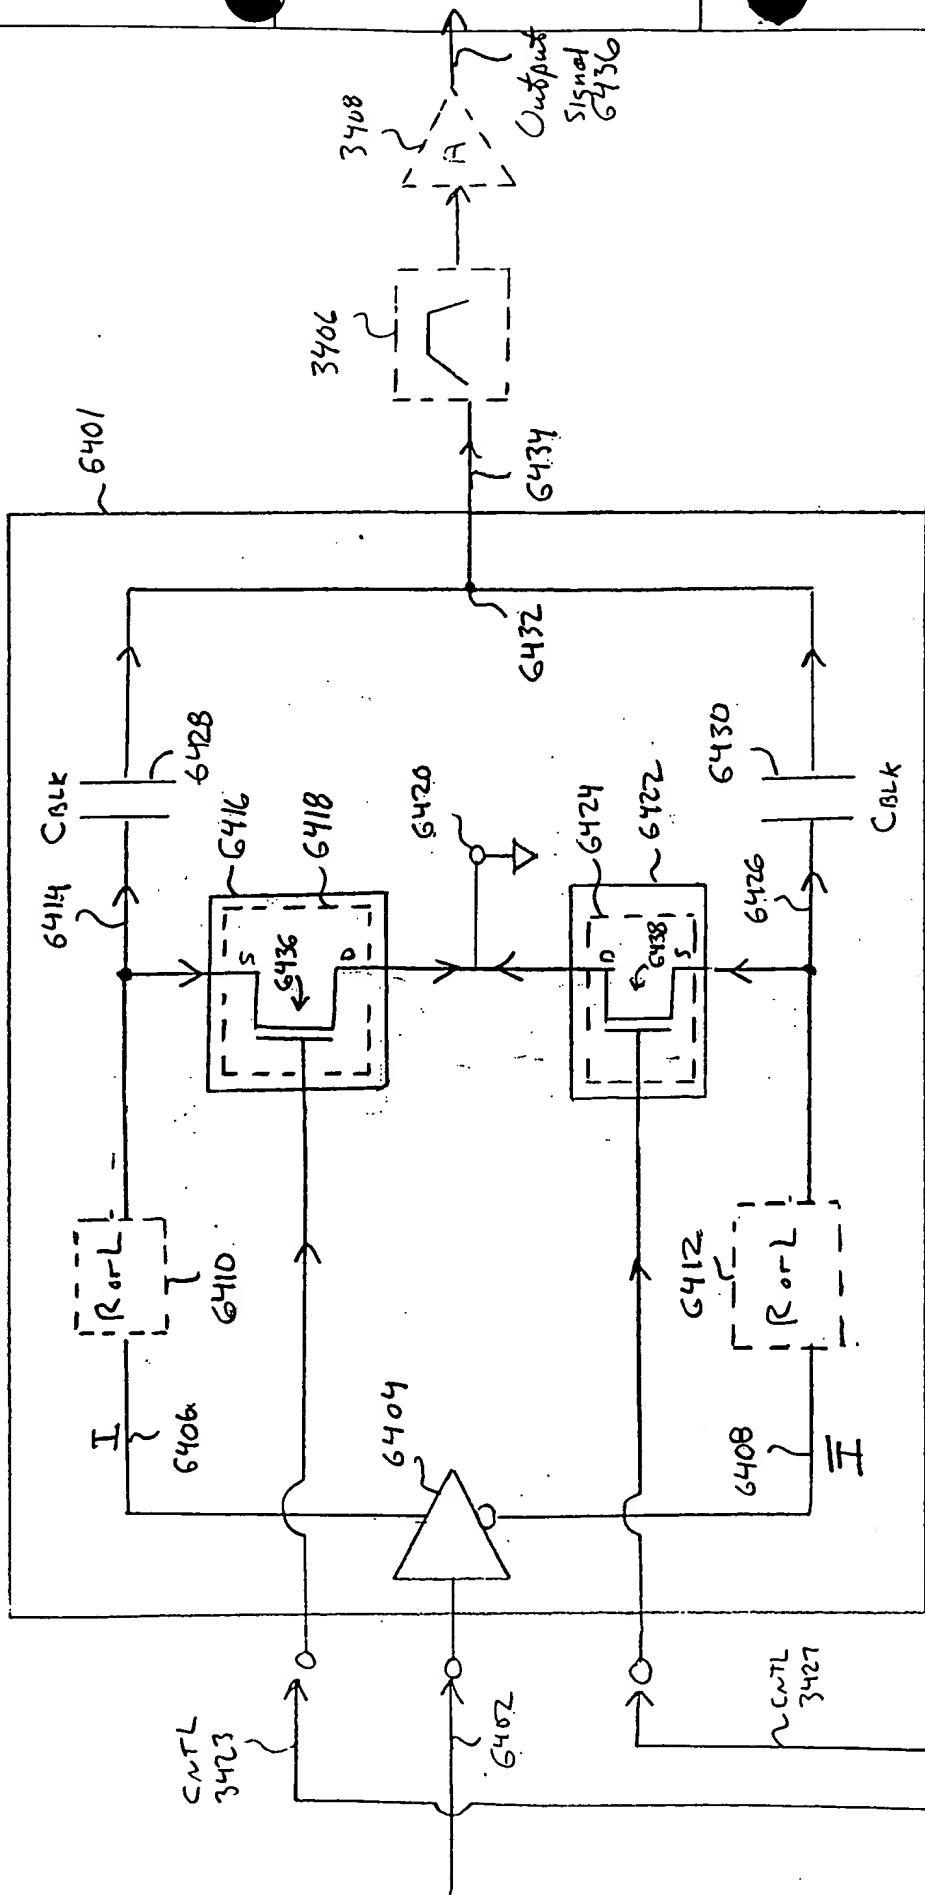 Output
Signal
6436
3408
A
3406
6401
6434
6432
CBLK
6428
6414
6416
6418
S
6436
D
6420
6424
6422
D
6438
S
6426
6430
CBLK
R or L
6410
6412
R or L
I
6406
6404
6408
I
CNTL
3423
6402
CNTL
3427